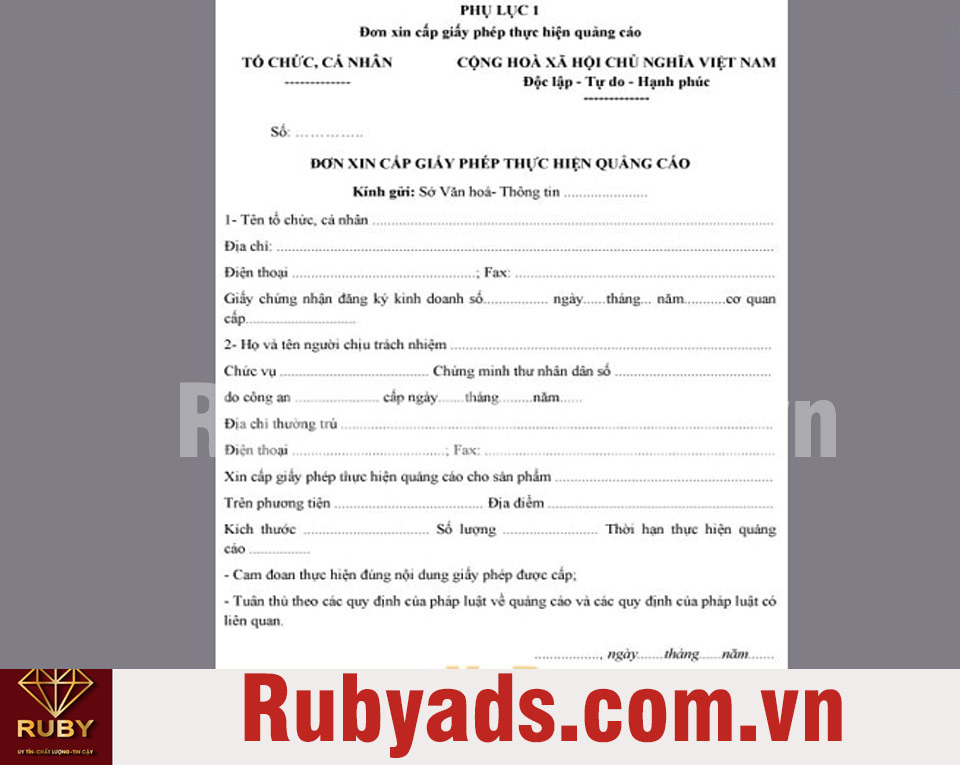 PHỤ LỤC 1
Đơn xin cấp giấy phép thực hiện quảng cáo
TỔ CHỨC, CÁ NHÂN CỘNG HOÀ XÃ HỘI CHỦ NGHĨA VIỆT NAM
------------- Độc lập - Tự do - Hạnh phúc
-------------
Số: …………..
ĐƠN XIN CẤP GIẤY PHÉP THỰC HIỆN QUẢNG CÁO
Kính gửi: Sở Văn hoá- Thông tin .....................
1- Tên tổ chức, cá nhân ....................................................................................................
Địa chỉ: ............................................................................................................................
Điện thoại ..............................................; Fax: .................................................................
Giấy chứng nhận đăng ký kinh doanh số................ ngày......tháng... năm...........cơ quan
cấp............................
2- Họ và tên người chịu trách nhiệm ................................................................................
Chức vụ ..................................... Chứng minh thư nhân dân số .......................................
do công an ..................... cấp ngày.......tháng.........năm......
Địa chỉ thường trú ............................................................................................................
Điện thoại ......................................; Fax: .........................................................................
Xin cấp giấy phép thực hiện quảng cáo cho sản phẩm ......................................................
Trên phương tiện ..................................... Địa điểm .........................................................
Kích thước ............................... Số lượng ........................ Thời hạn thực hiện quảng
cáo ...............
- Cam đoan thực hiện đúng nội dung giấy phép được cấp;
- Tuân thủ theo các quy định của pháp luật về quảng cáo và các quy định của pháp luật có
liên quan.
................., ngày.......tháng......năm.......
RUBY
UY TÍN-CHẤT LƯỢNG-TIN CẬY
Rubyads.com.vn